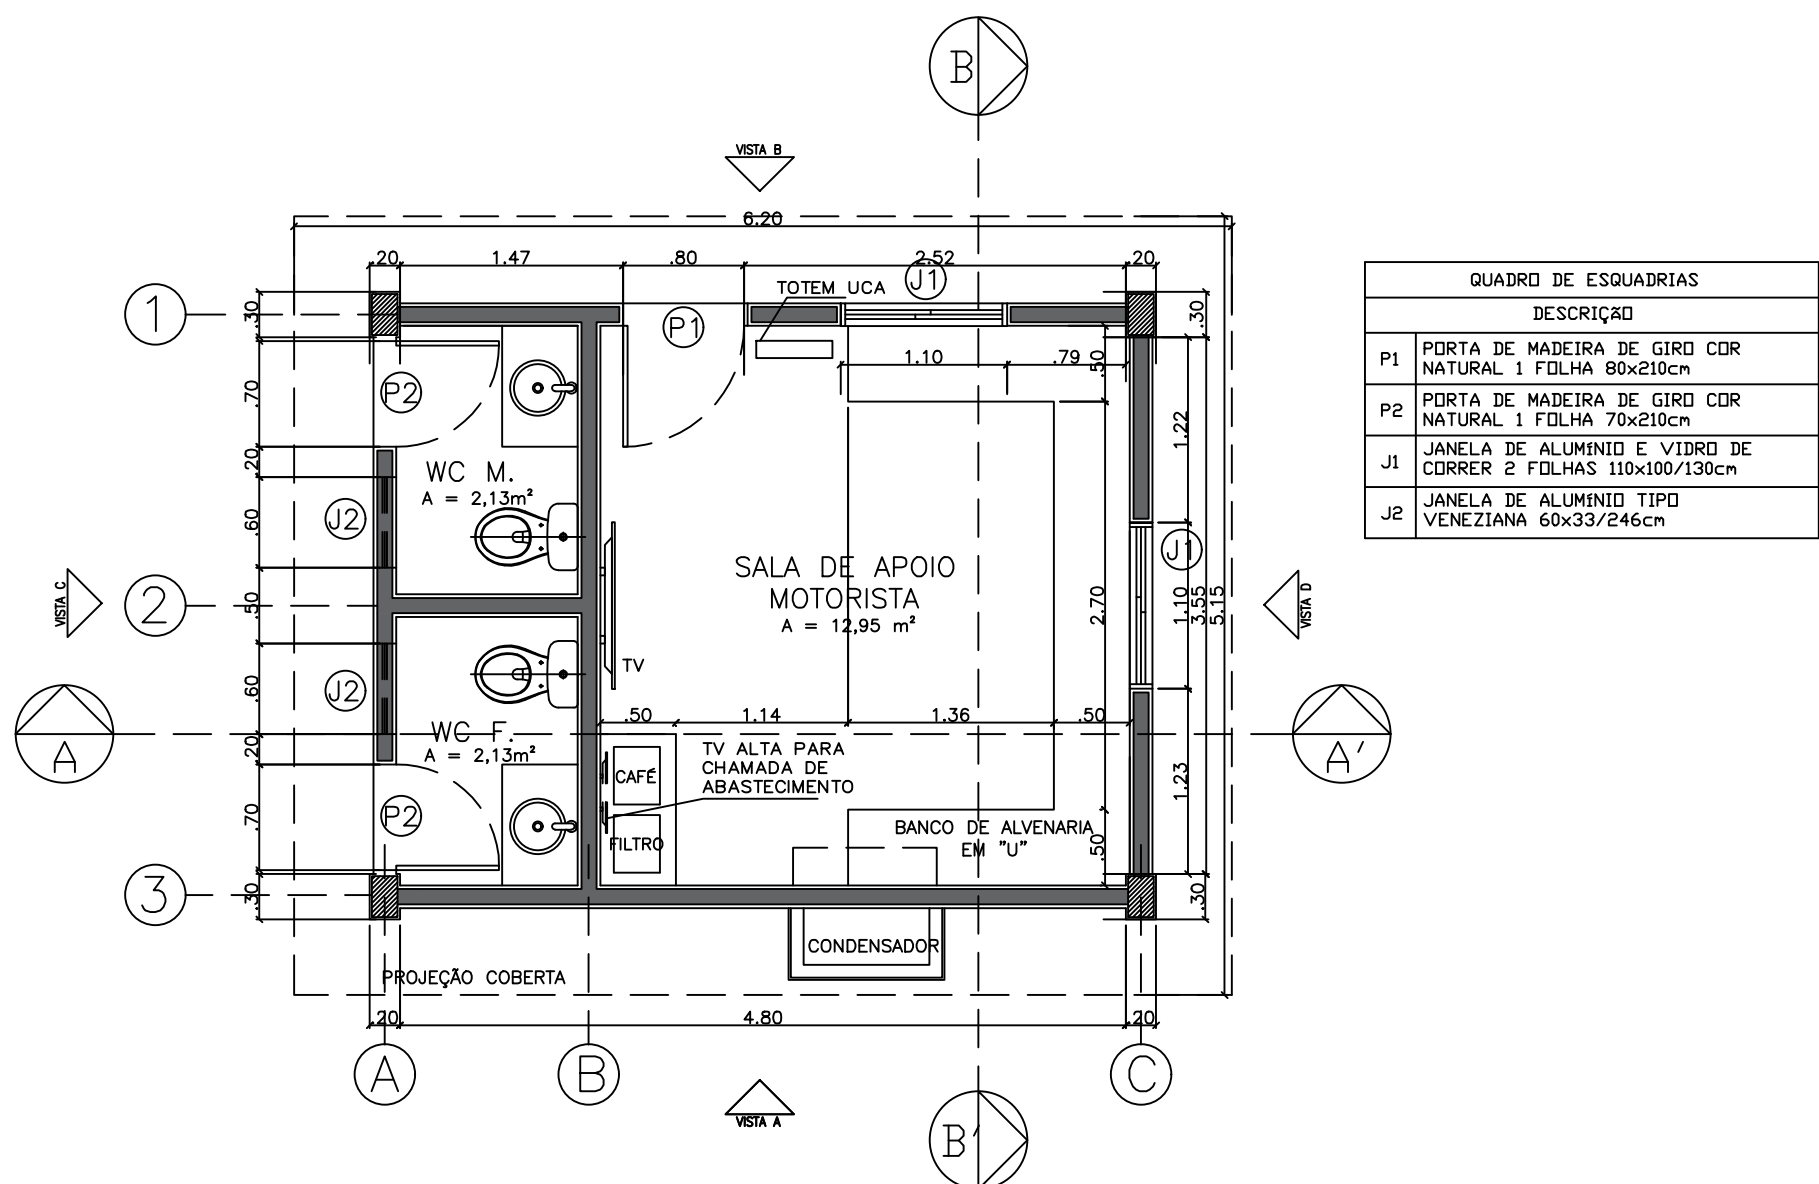 B
VISTA B
6.20
.20
1.47
.80
2.52
.20
J1
TOTEM UCA
1
P1
.30
.30
1.10
.79
.50
P2
.70
1.22
.20
WC M.
A = 2,13m²
J2
.60
J1
SALA DE APOIO
MOTORISTA
A = 12,95 m²
VISTA C
2
.50
2.70
1.10
3.55
5.15
VISTA D
TV
J2
.60
.50
1.14
1.36
.50
WC F.
A = 2,13m²
A
A'
.20
TV ALTA PARA
CHAMADA DE
ABASTECIMENTO
CAFÉ
1.23
P2
.70
FILTRO
BANCO DE ALVENARIA
EM "U"
.50
3
.30
.30
CONDENSADOR
PROJEÇÃO COBERTA
.20
4.80
.20
A
B
C
VISTA A
B'
QUADRO DE ESQUADRIAS
DESCRIÇÃO
P1
PORTA DE MADEIRA DE GIRO COR
NATURAL 1 FOLHA 80x210cm
P2
PORTA DE MADEIRA DE GIRO COR
NATURAL 1 FOLHA 70x210cm
J1
JANELA DE ALUMÍNIO E VIDRO DE
CORRER 2 FOLHAS 110x100/130cm
J2
JANELA DE ALUMÍNIO TIPO
VENEZIANA 60x33/246cm